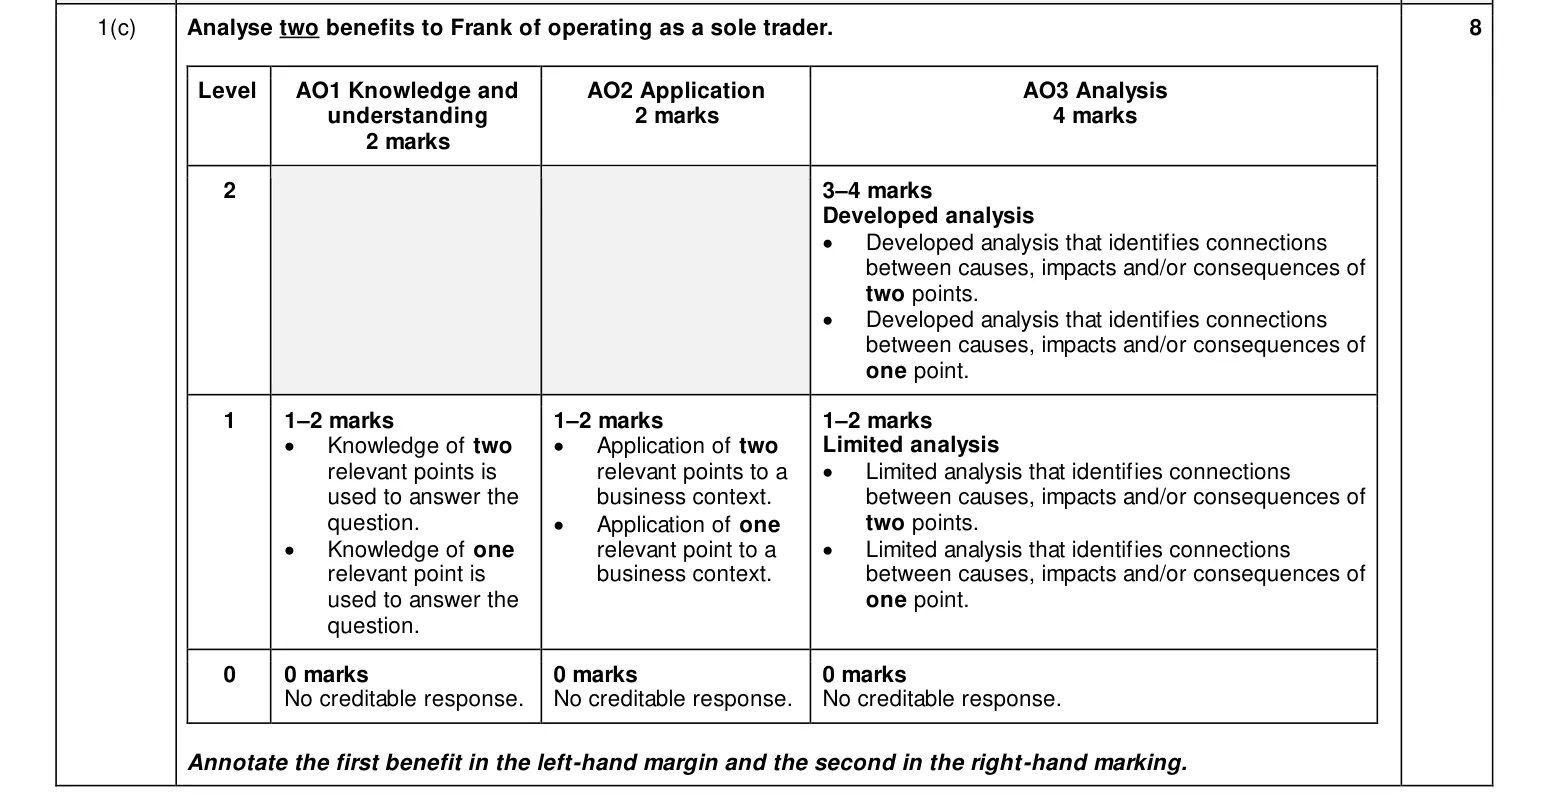 1(c)
Analyse two benefits to Frank of operating as a sole trader.
8
Level
AO1 Knowledge and
understanding
2 marks
AO2 Application
2 marks
AO3 Analysis
4 marks
2
3–4 marks
Developed analysis
• Developed analysis that identifies connections
between causes, impacts and/or consequences of
two points.
• Developed analysis that identifies connections
between causes, impacts and/or consequences of
one point.
1
1–2 marks
• Knowledge of two
relevant points is
used to answer the
question.
• Knowledge of one
relevant point is
used to answer the
question.
1–2 marks
• Application of two
relevant points to a
business context.
• Application of one
relevant point to a
business context.
1–2 marks
Limited analysis
• Limited analysis that identifies connections
between causes, impacts and/or consequences of
two points.
• Limited analysis that identifies connections
between causes, impacts and/or consequences of
one point.
0
0 marks
No creditable response.
0 marks
No creditable response.
0 marks
No creditable response.
Annotate the first benefit in the left-hand margin and the second in the right-hand marking.